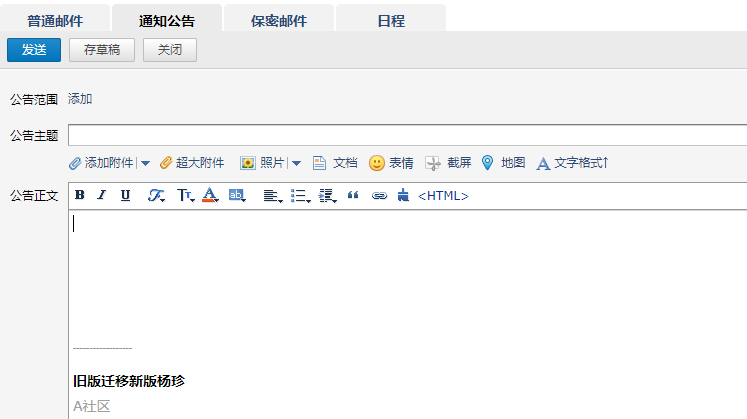 普通邮件 通知公告 保密邮件 日程
发送 存草稿 关闭
公告范围 添加
公告主题
添加附件 超大附件 照片 文档 表情 截屏 地图 文字格式↑
公告正文 B I U <HTML>
旧版迁移新版杨珍
A社区